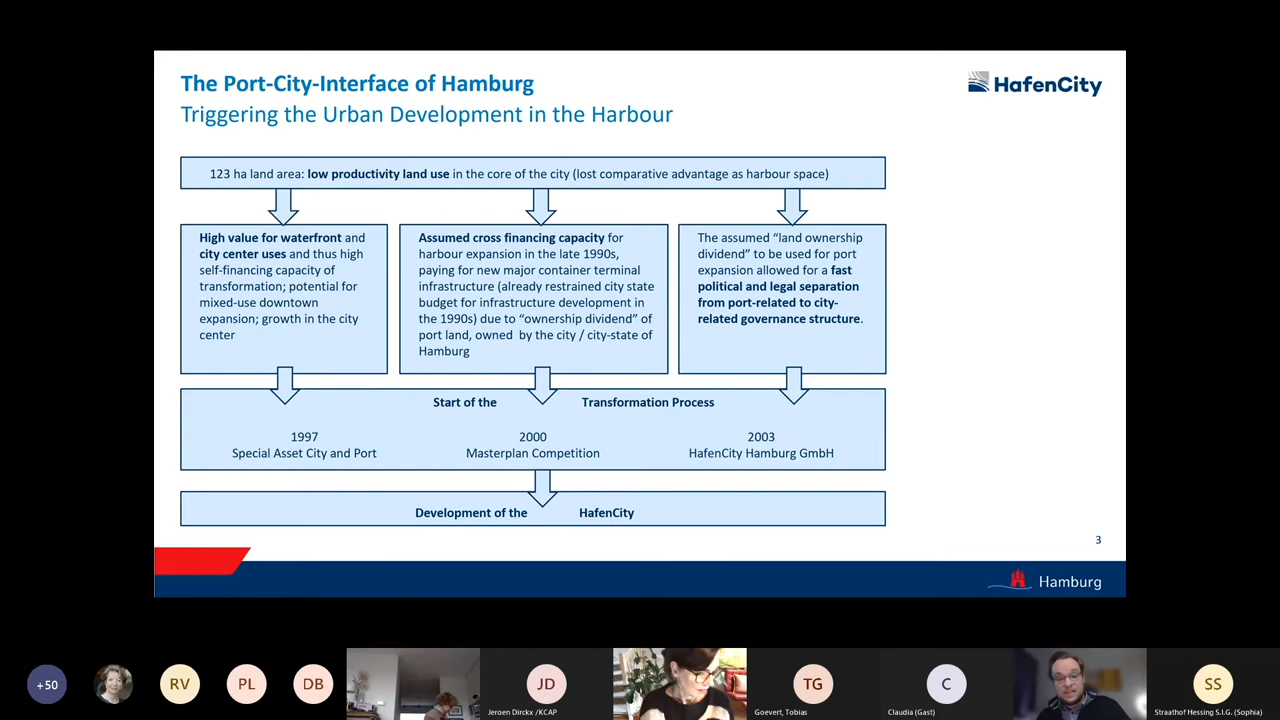 The Port-City-Interface of Hamburg
Triggering the Urban Development in the Harbour
HafenCity
123 ha land area: low productivity land use in the core of the city (lost comparative advantage as harbour space)
High value for waterfront and
city center uses and thus high
self-financing capacity of
transformation; potential for
mixed-use downtown
expansion; growth in the city
center
Assumed cross financing capacity for
harbour expansion in the late 1990s,
paying for new major container terminal
infrastructure (already restrained city state
budget for infrastructure development in
the 1990s) due to “ownership dividend” of
port land, owned by the city / city-state of
Hamburg
The assumed “land ownership
dividend” to be used for port
expansion allowed for a fast
political and legal separation
from port-related to city-
related governance structure.
Start of the Transformation Process
1997
Special Asset City and Port
2000
Masterplan Competition
2003
HafenCity Hamburg GmbH
Development of the HafenCity
3
Hamburg
+50
RV
PL
DB
JD
Jeroen Dirckx /KCAP
TG
Goevert, Tobias
C
Claudia (Gast)
SS
Straathof Hessing S.I.G. (Sophia)